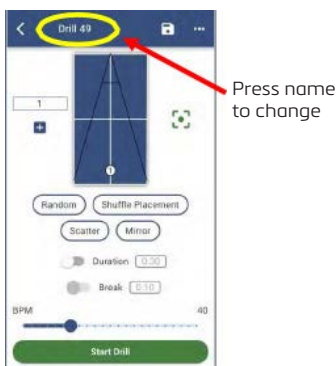 Drill 49
Press name
to change
1
1
Random
Shuffle Placement
Scatter
Mirror
Duration
0:30
Break
0:10
BPM
40
Start Drill